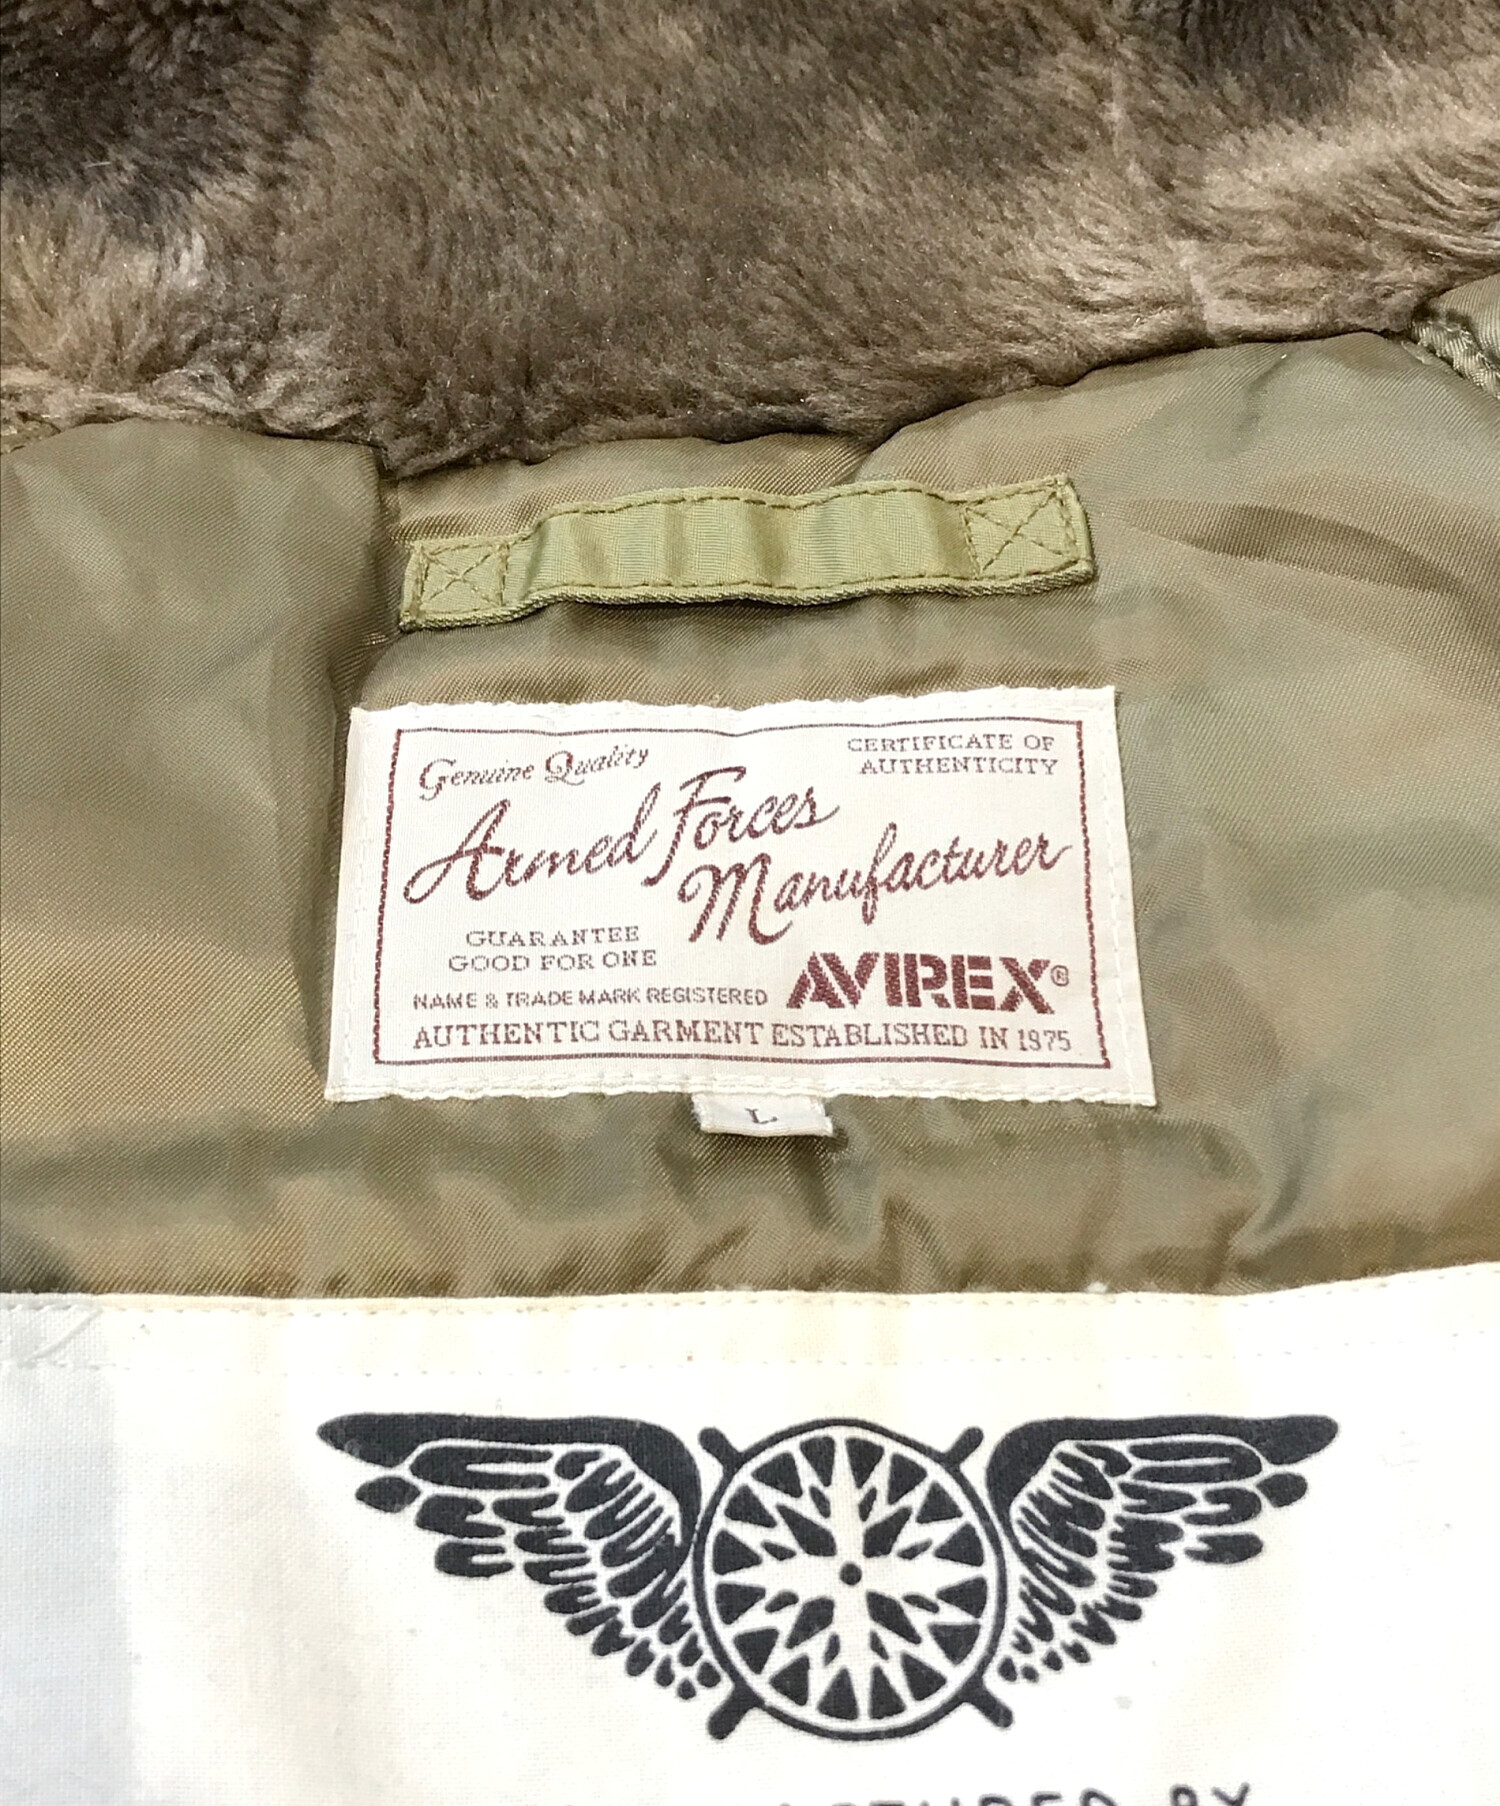 Genuine Quality
CERTIFICATE OF
AUTHENTICITY
Armed Forces
Manufacturer
GUARANTEE
GOOD FOR ONE
NAME & TRADE MARK REGISTERED
AVIREX®
AUTHENTIC GARMENT ESTABLISHED IN 1975
L
BY